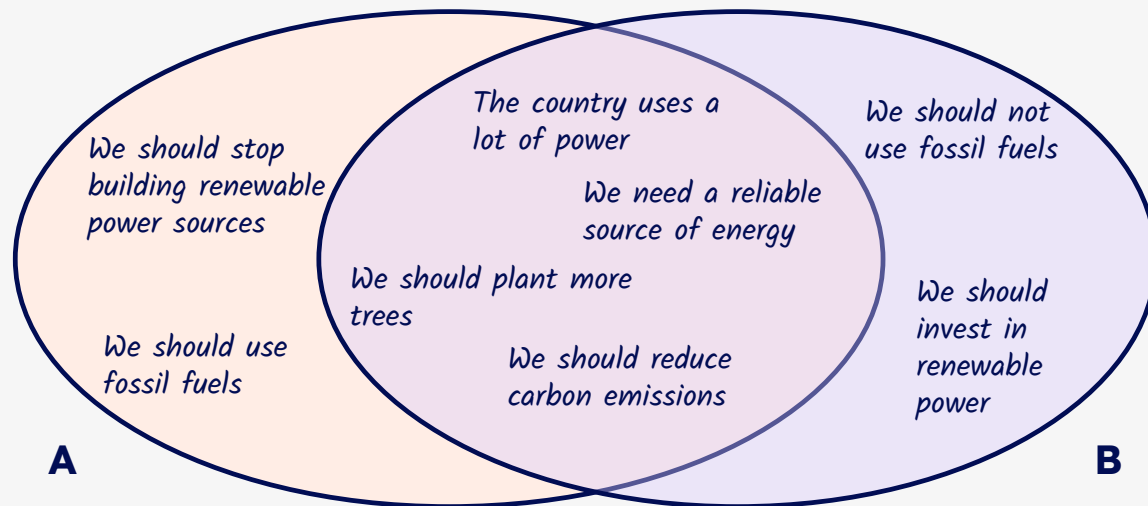 We should stop
building renewable
power sources
We should use
fossil fuels
A
The country uses a
lot of power
We need a reliable
source of energy
We should plant more
trees
We should reduce
carbon emissions
We should not
use fossil fuels
We should
invest in
renewable
power
B